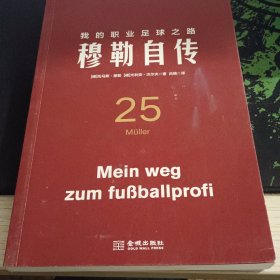 我的职业足球之路
穆勒自传
25
Müller
Mein weg
zum fußballprofi
金城出版社
GOLD WALL PRESS